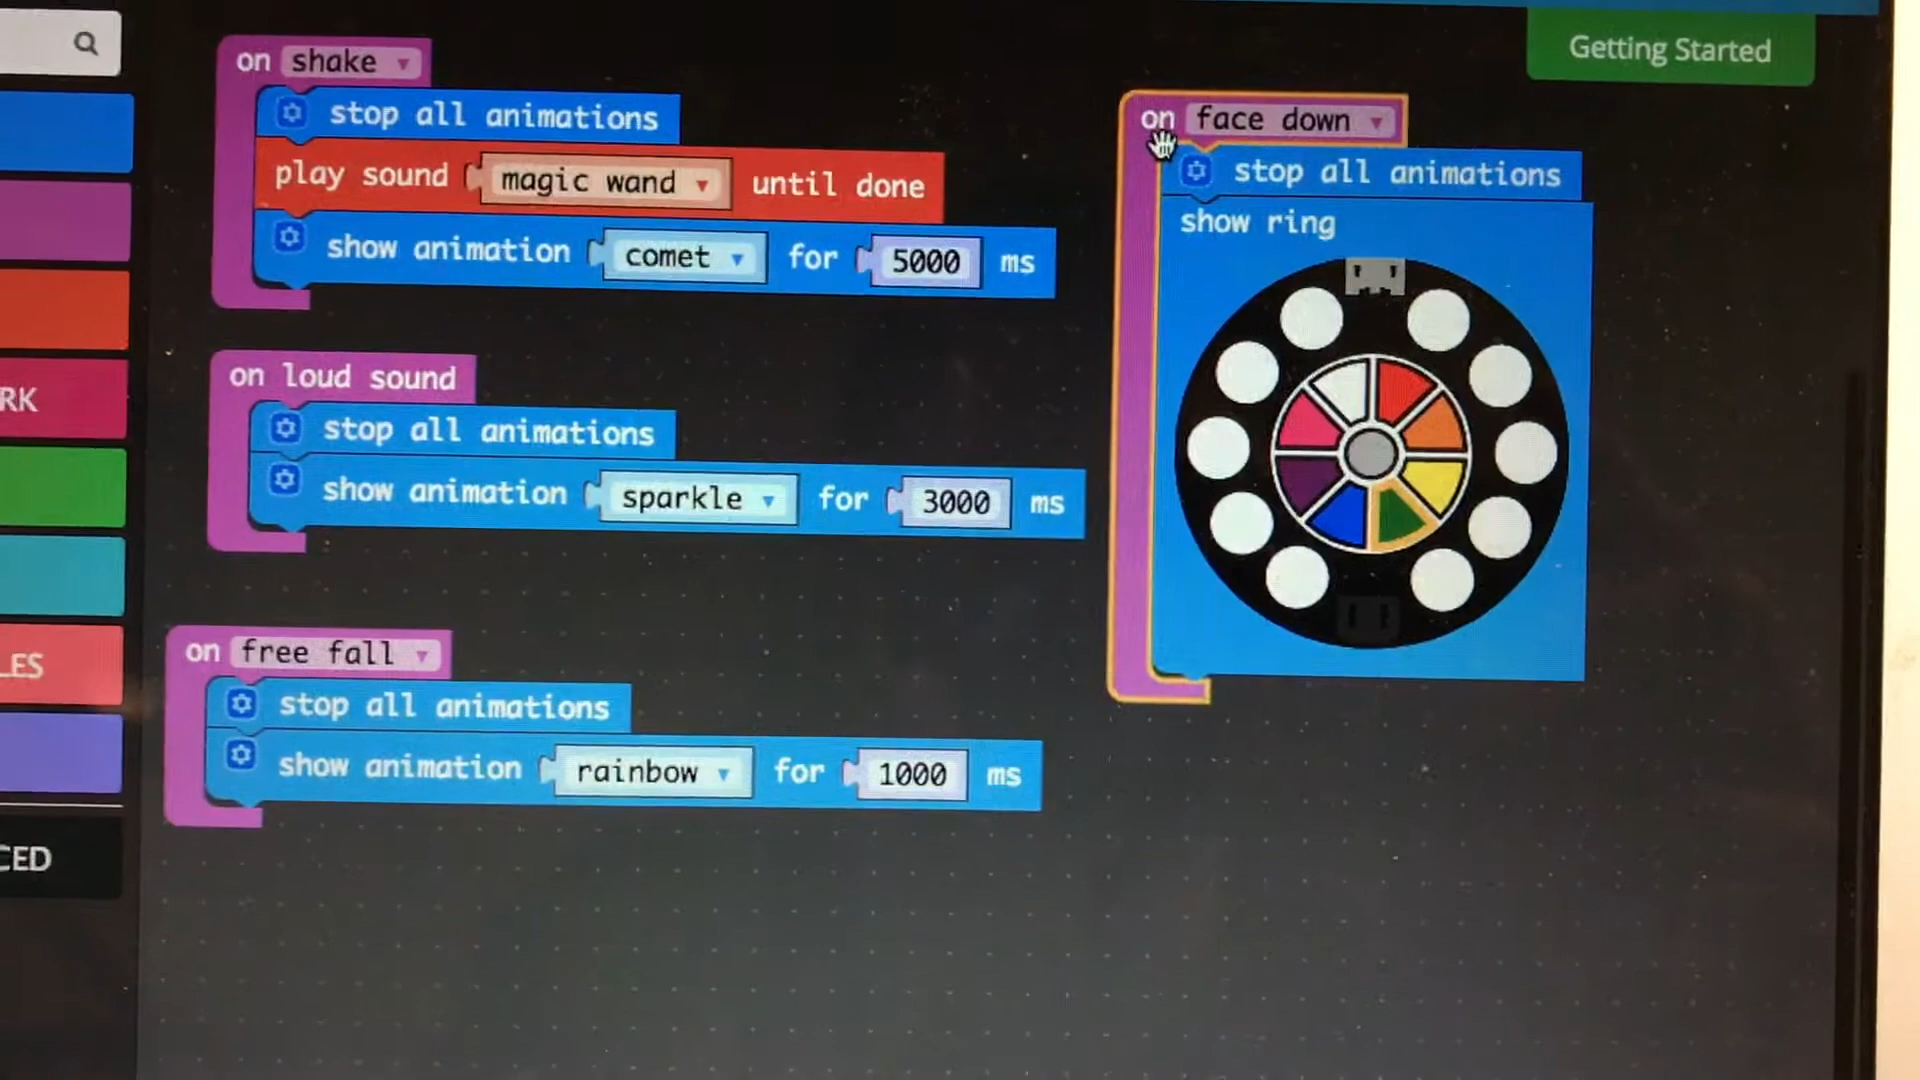 Getting Started
on shake
stop all animations
play sound magic wand until done
show animation comet for 5000 ms
on loud sound
stop all animations
show animation sparkle for 3000 ms
on free fall
stop all animations
show animation rainbow for 1000 ms
on face down
stop all animations
show ring
RK
LES
CED